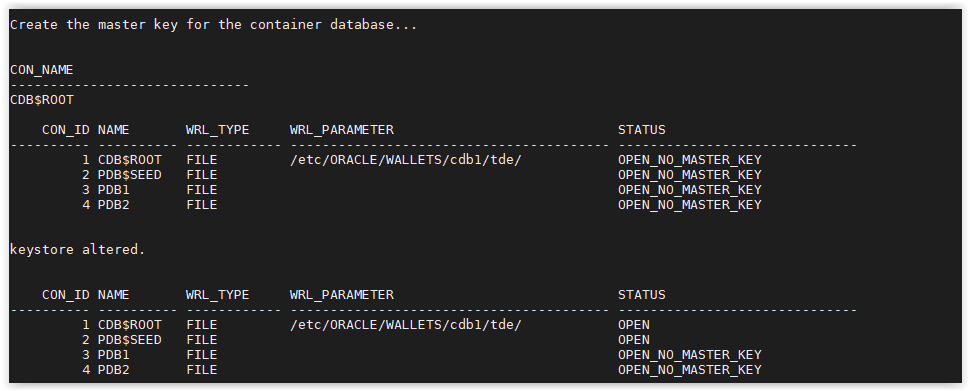 Create the master key for the container database...
CON_NAME
------------------------------
CDB$ROOT
    CON_ID NAME       WRL_TYPE     WRL_PARAMETER                            STATUS
---------- ---------- ------------ ---------------------------------------- ------------------------------
         1 CDB$ROOT   FILE         /etc/ORACLE/WALLETS/cdb1/tde/            OPEN_NO_MASTER_KEY
         2 PDB$SEED   FILE                                                  OPEN_NO_MASTER_KEY
         3 PDB1       FILE                                                  OPEN_NO_MASTER_KEY
         4 PDB2       FILE                                                  OPEN_NO_MASTER_KEY
keystore altered.
    CON_ID NAME       WRL_TYPE     WRL_PARAMETER                            STATUS
---------- ---------- ------------ ---------------------------------------- ------------------------------
         1 CDB$ROOT   FILE         /etc/ORACLE/WALLETS/cdb1/tde/            OPEN
         2 PDB$SEED   FILE                                                  OPEN
         3 PDB1       FILE                                                  OPEN_NO_MASTER_KEY
         4 PDB2       FILE                                                  OPEN_NO_MASTER_KEY